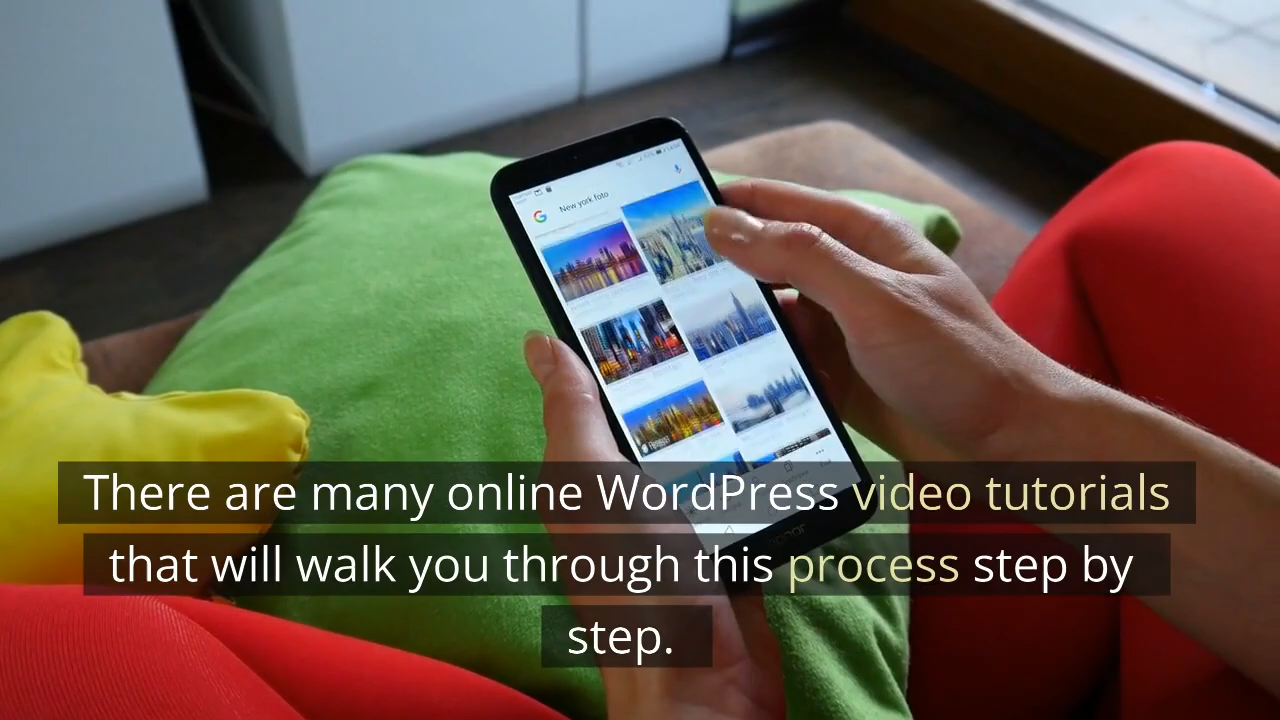 New york foto
There are many online WordPress video tutorials
that will walk you through this process step by
step.
honor